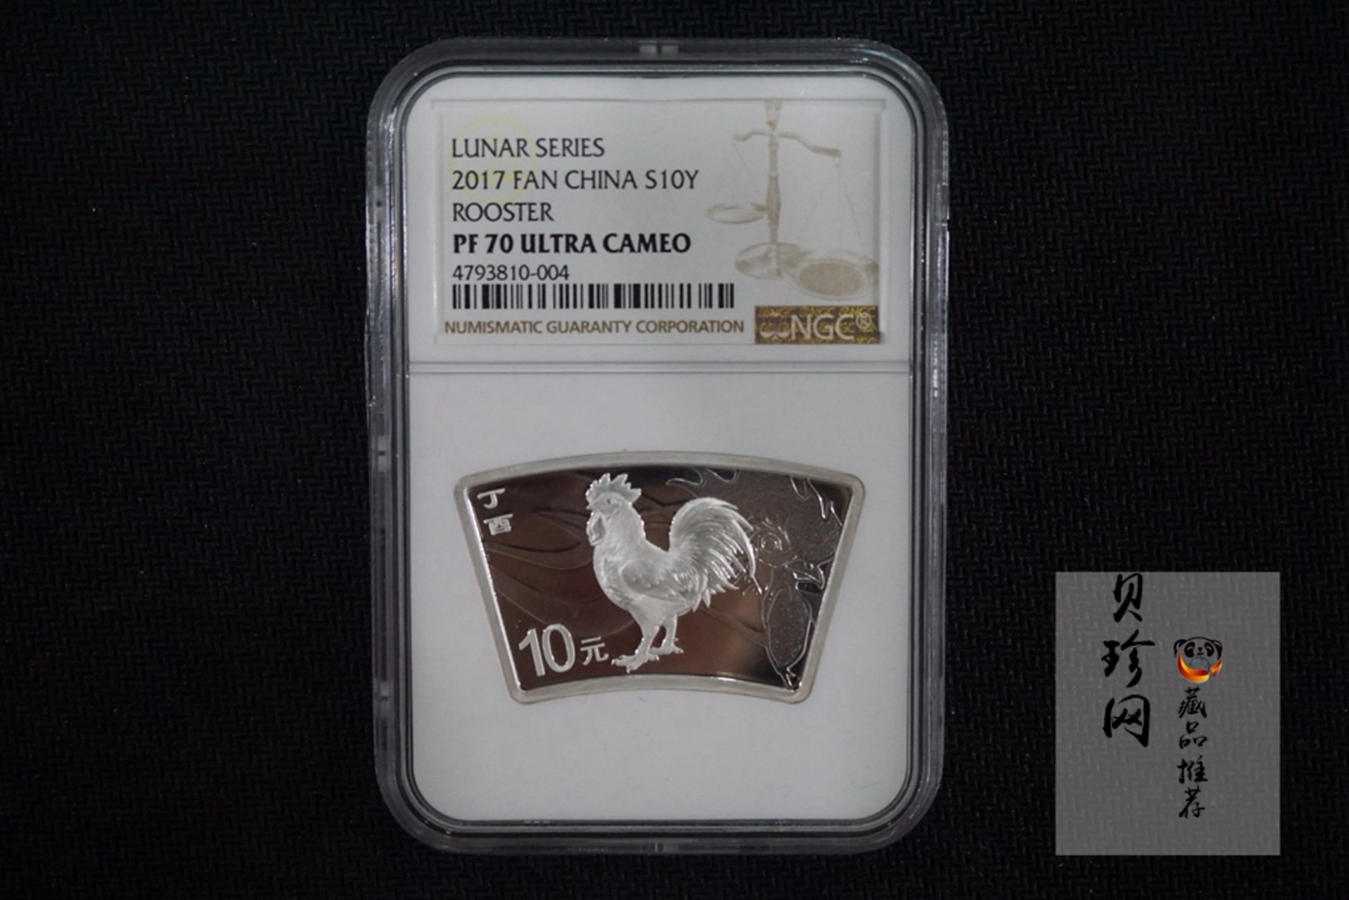 LUNAR SERIES
2017 FAN CHINA S10Y
ROOSTER
PF 70 ULTRA CAMEO
4793810-004
NUMISMATIC GUARANTY CORPORATION
NGC®
丁酉
10元
贝珍网
藏品推荐